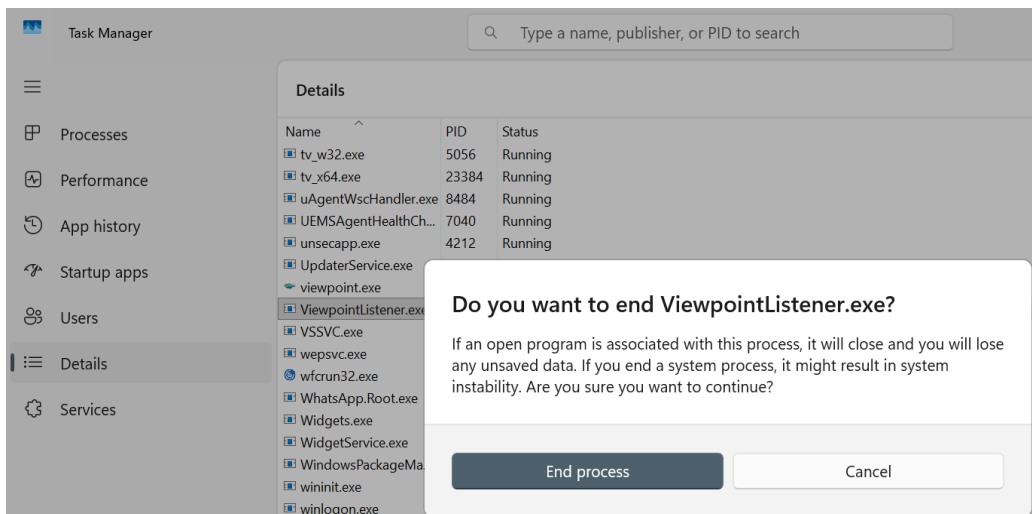 Task Manager
Type a name, publisher, or PID to search
Details
Processes
Performance
App history
Startup apps
Users
Details
Services
Name PID Status
tv_w32.exe 5056 Running
tv_x64.exe 23384 Running
uAgentWscHandler.exe 8484 Running
UEMSAgentHealthCh... 7040 Running
unsecapp.exe 4212 Running
UpdaterService.exe
viewpoint.exe
ViewpointListener.exe
VSSVC.exe
wepsvc.exe
wfcrun32.exe
WhatsApp.Root.exe
Widgets.exe
WidgetService.exe
WindowsPackageMa
wininit.exe
winlogon.exe
Do you want to end ViewpointListener.exe?
If an open program is associated with this process, it will close and you will lose
any unsaved data. If you end a system process, it might result in system
instability. Are you sure you want to continue?
End process Cancel